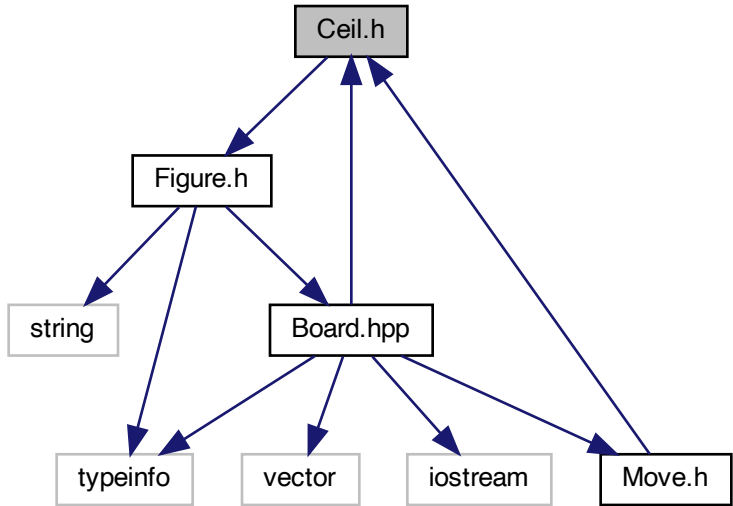 Ceil.h
Figure.h
string
Board.hpp
typeinfo
vector
iostream
Move.h